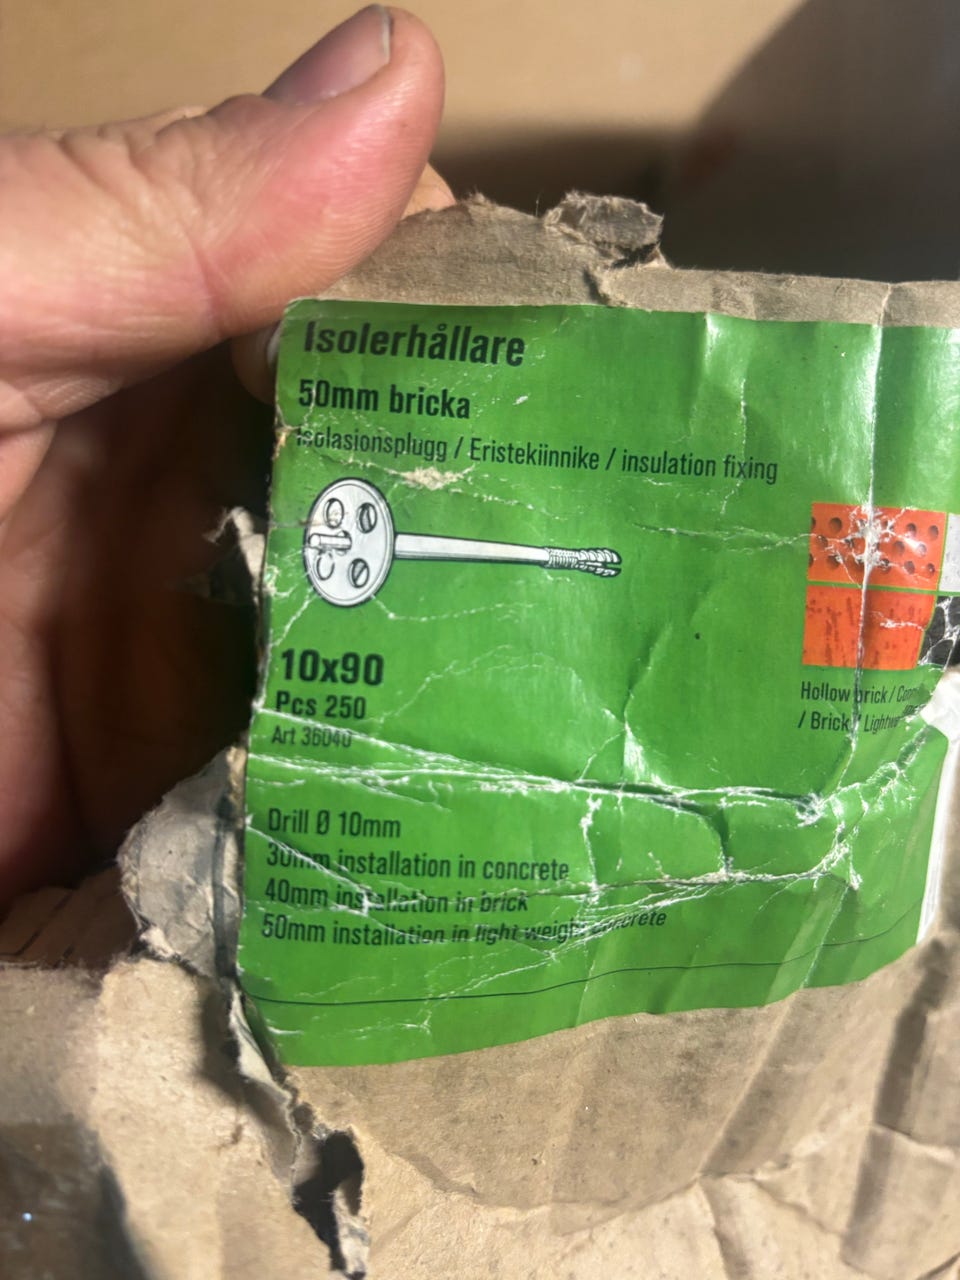 Isolerhållare
50mm bricka
Isolasionsplugg / Eristekiinnike / insulation fixing
10x90
Pcs 250
Art 36040
Hollow brick /
/ Brick /
Drill Ø 10mm
30mm installation in concrete
40mm installation in brick
50mm installation in light weight concrete